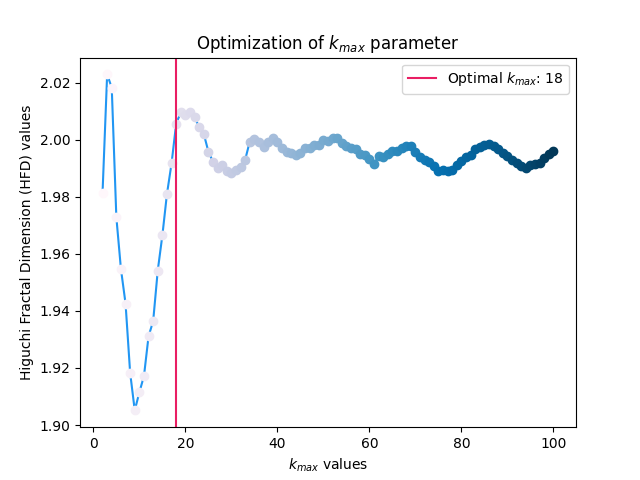 Optimization of $k_{max}$ parameter
Optimal $k_{max}$: 18
Higuchi Fractal Dimension (HFD) values
2.02
2.00
1.98
1.96
1.94
1.92
1.90
0 20 40 60 80 100
$k_{max}$ values